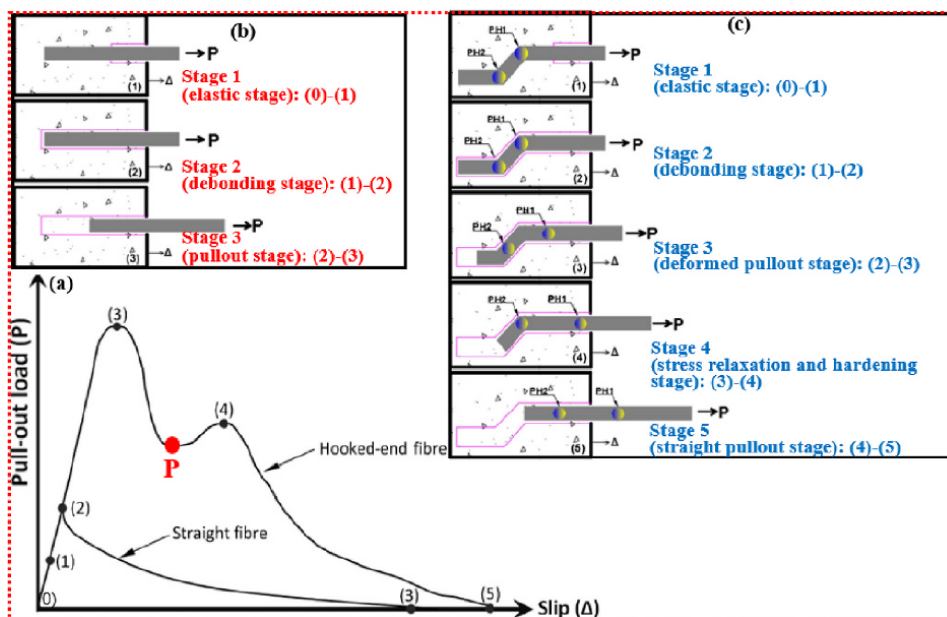 (b)
P
Δ
(1)
Stage 1
(elastic stage): (0)-(1)
P
Δ
(2)
Stage 2
(debonding stage): (1)-(2)
P
Δ
(3)
Stage 3
(pullout stage): (2)-(3)
(c)
PH1
PH2
P
Δ
(1)
Stage 1
(elastic stage): (0)-(1)
PH1
PH2
P
Δ
(2)
Stage 2
(debonding stage): (1)-(2)
PH1
PH2
P
Δ
(3)
Stage 3
(deformed pullout stage): (2)-(3)
PH2
PH1
P
Δ
(4)
Stage 4
(stress relaxation and hardening
stage): (3)-(4)
PH2
PH1
P
Δ
(5)
Stage 5
(straight pullout stage): (4)-(5)
(a)
Pull-out load (P)
(3)
(4)
P
Hooked-end fibre
(2)
Straight fibre
(1)
0)
(3)
(5)
Slip (Δ)